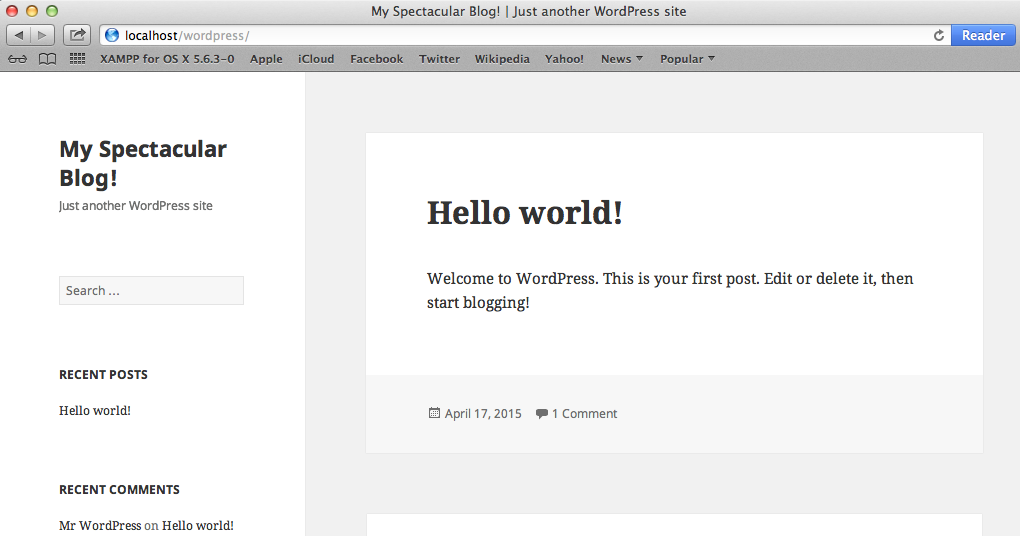 My Spectacular Blog! | Just another WordPress site
localhost/wordpress/
Reader
XAMPP for OS X 5.6.3-0 Apple iCloud Facebook Twitter Wikipedia Yahoo! News Popular
My Spectacular
Blog!
Just another WordPress site
Search ...
RECENT POSTS
Hello world!
RECENT COMMENTS
Mr WordPress on Hello world!
Hello world!
Welcome to WordPress. This is your first post. Edit or delete it, then
start blogging!
April 17, 2015 1 Comment